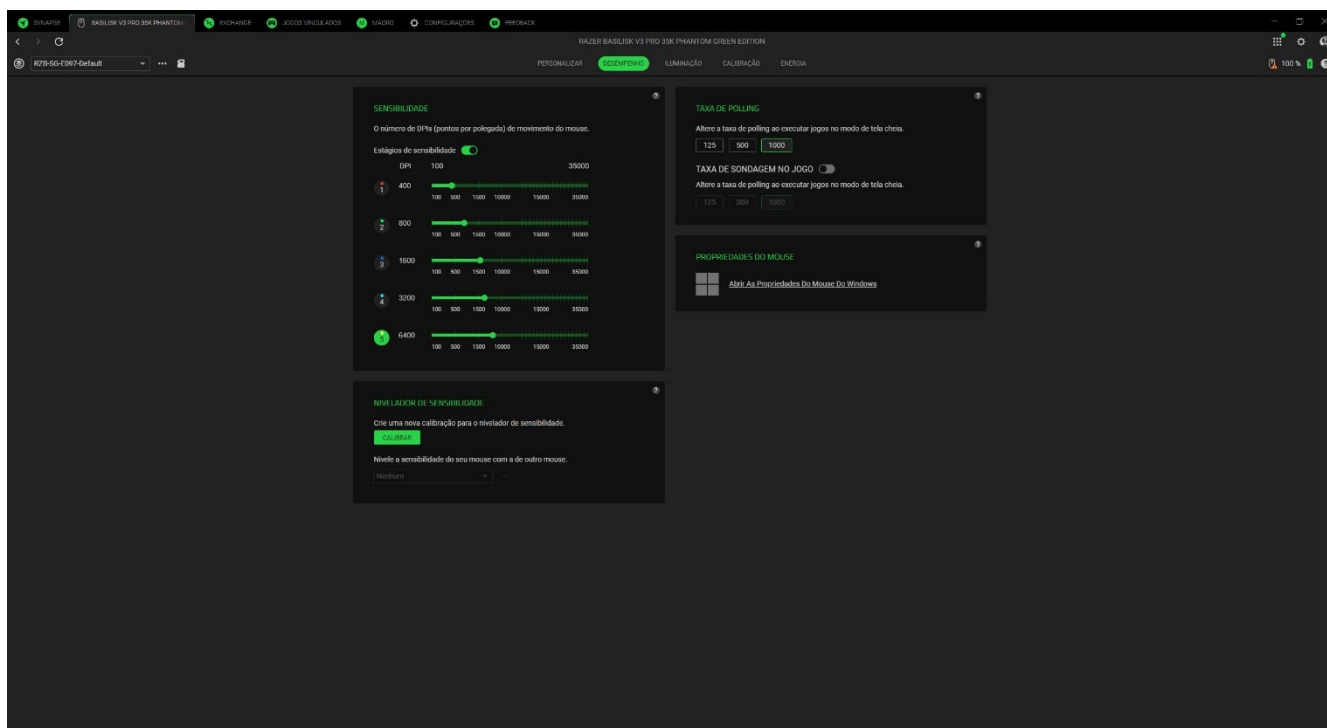 SYNAPSE BASILISK V3 PRO 35K PHANTOM EXCHANGE JOGOS VINCULADOS MACRO CONFIGURAÇÕES FEEDBACK
RAZER BASILISK V3 PRO 35K PHANTOM GREEN EDITION
RZB-SG-F097-Default PERSONALIZAR DESEMPENHO ILUMINAÇÃO CALIBRAÇÃO ENERGIA 100 %
SENSIBILIDADE
O número de DPIs (pontos por polegada) de movimento do mouse.
Estágios de sensibilidade
DPI 100 35000
1 400
100 500 1500 10000 15000 35000
2 800
100 500 1500 10000 15000 35000
3 1600
100 500 1500 10000 15000 35000
4 3200
100 500 1500 10000 15000 35000
5 6400
100 500 1500 10000 15000 35000
NIVELADOR DE SENSIBILIDADE
Crie uma nova calibração para o nivelador de sensibilidade.
CALIBRAR
Nivele a sensibilidade do seu mouse com a de outro mouse.
Nenhum
TAXA DE POLLING
Altere a taxa de polling ao executar jogos no modo de tela cheia.
125 500 1000
TAXA DE SONDAGEM NO JOGO
Altere a taxa de polling ao executar jogos no modo de tela cheia.
125 500 1000
PROPRIEDADES DO MOUSE
Abrir As Propriedades Do Mouse Do Windows